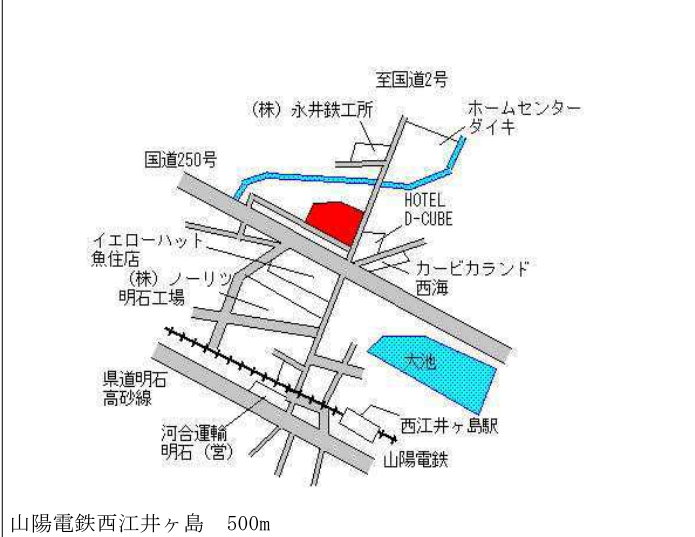 至国道2号
(株) 永井鉄工所
ホームセンター
ダイキ
国道250号
HOTEL
D-CUBE
イエローハット
魚住店
カービカランド
西海
(株) ノーリツ
明石工場
大池
県道明石
高砂線
西江井ヶ島駅
河合運輸
明石 (営)
山陽電鉄
山陽電鉄西江井ヶ島 500m